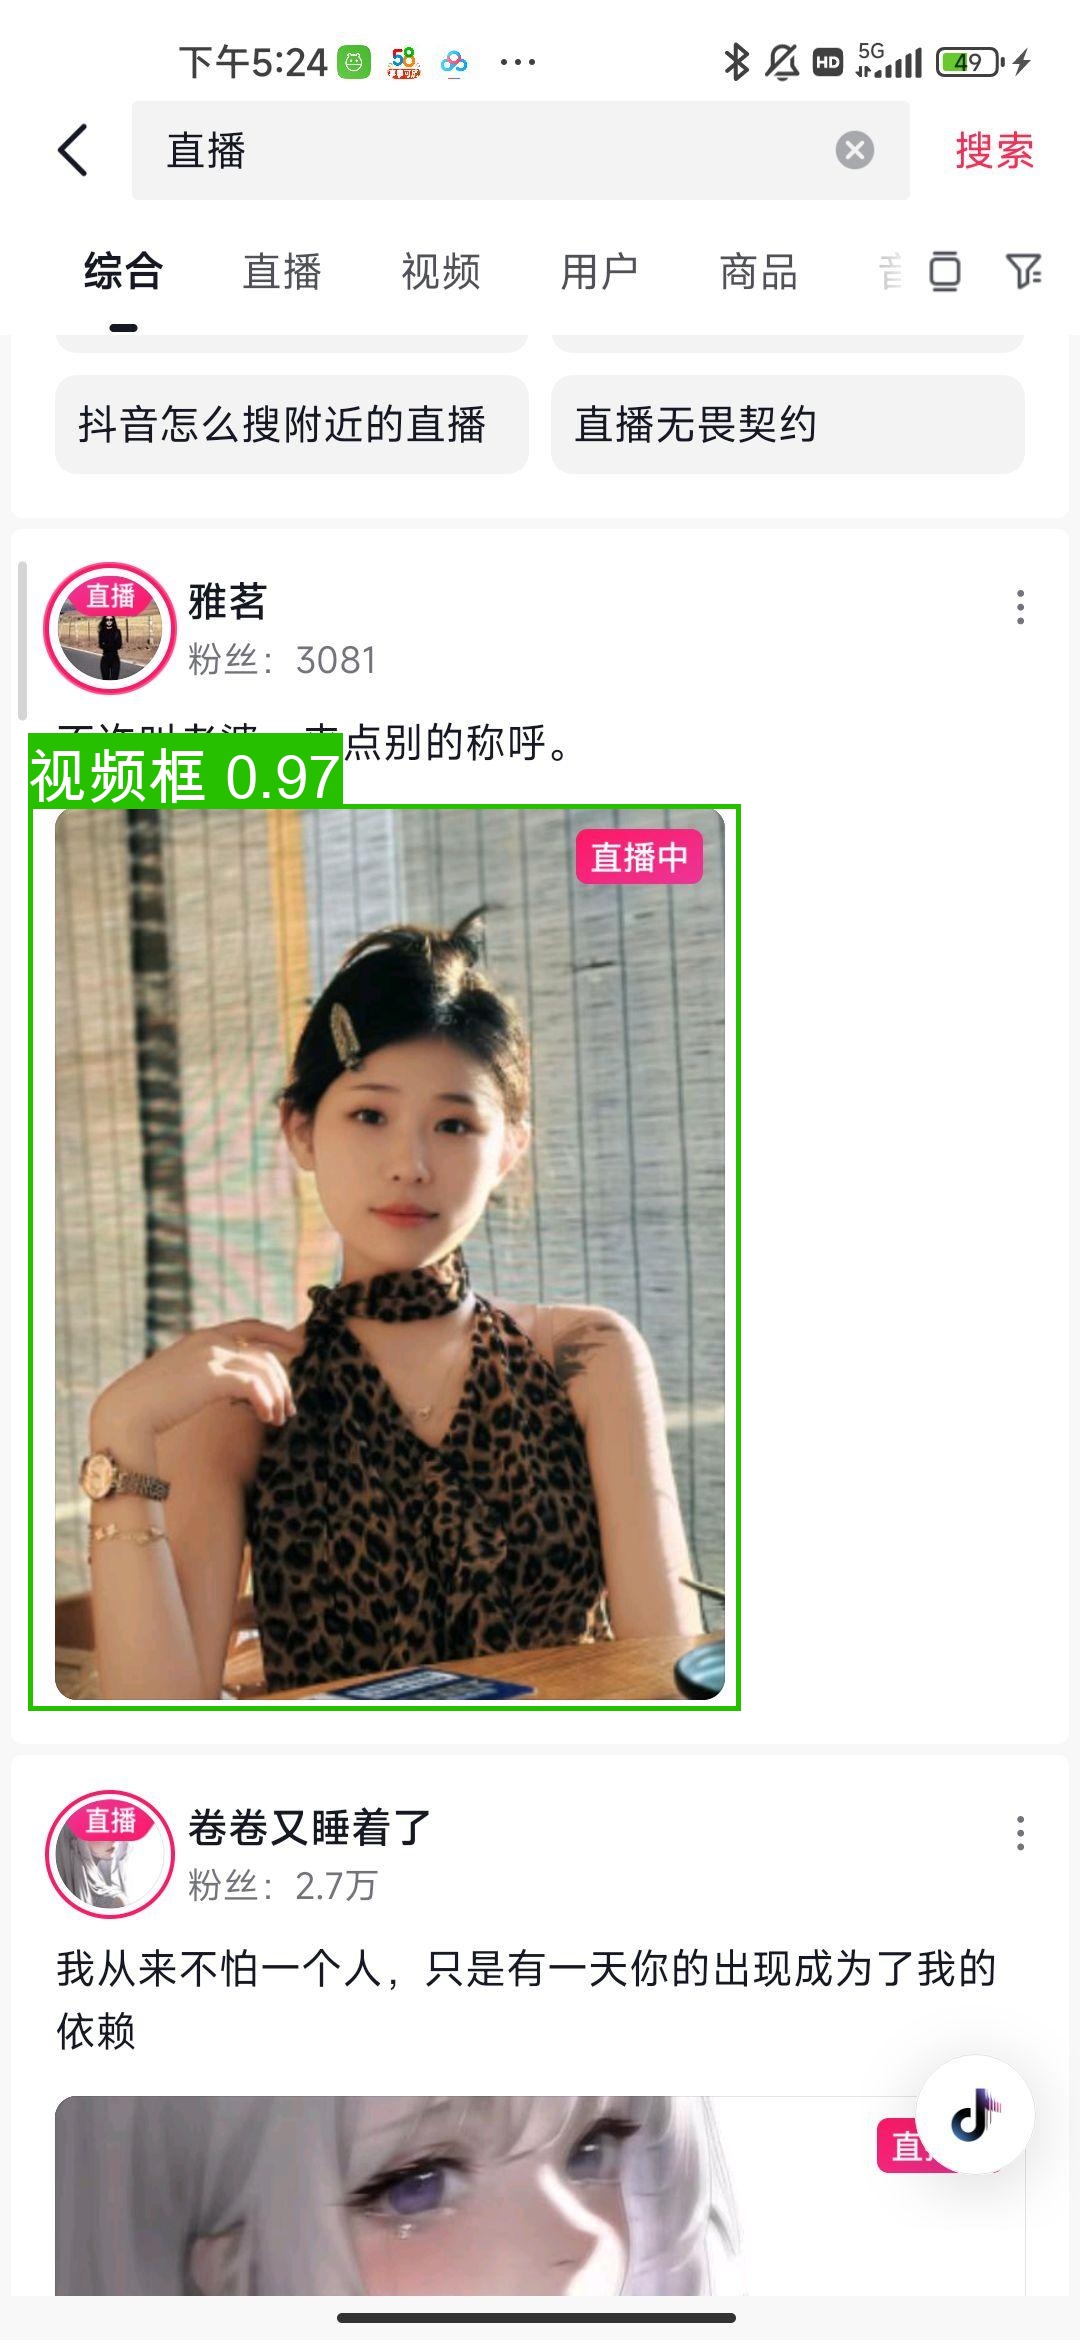 下午5:24 58 ··· HD 5G 49
直播 搜索
综合 直播 视频 用户 商品
抖音怎么搜附近的直播 直播无畏契约
直播 雅茗
粉丝：3081
点别的称呼。
视频框 0.97
直播中
直播 卷卷又睡着了
粉丝：2.7万
我从来不怕一个人，只是有一天你的出现成为了我的
依赖
直